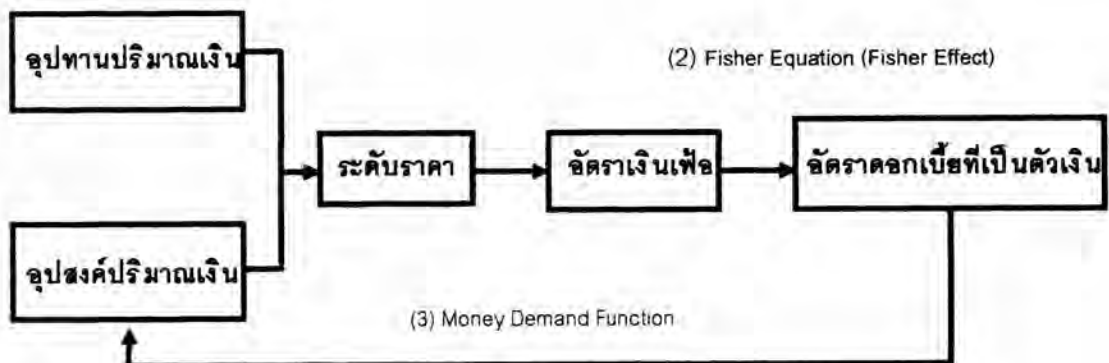 อุปทานปริมาณเงิน
(2) Fisher Equation (Fisher Effect)
ระดับราคา
อัตราเงินเฟ้อ
อัตราดอกเบี้ยที่เป็นตัวเงิน
อุปสงค์ปริมาณเงิน
(3) Money Demand Function